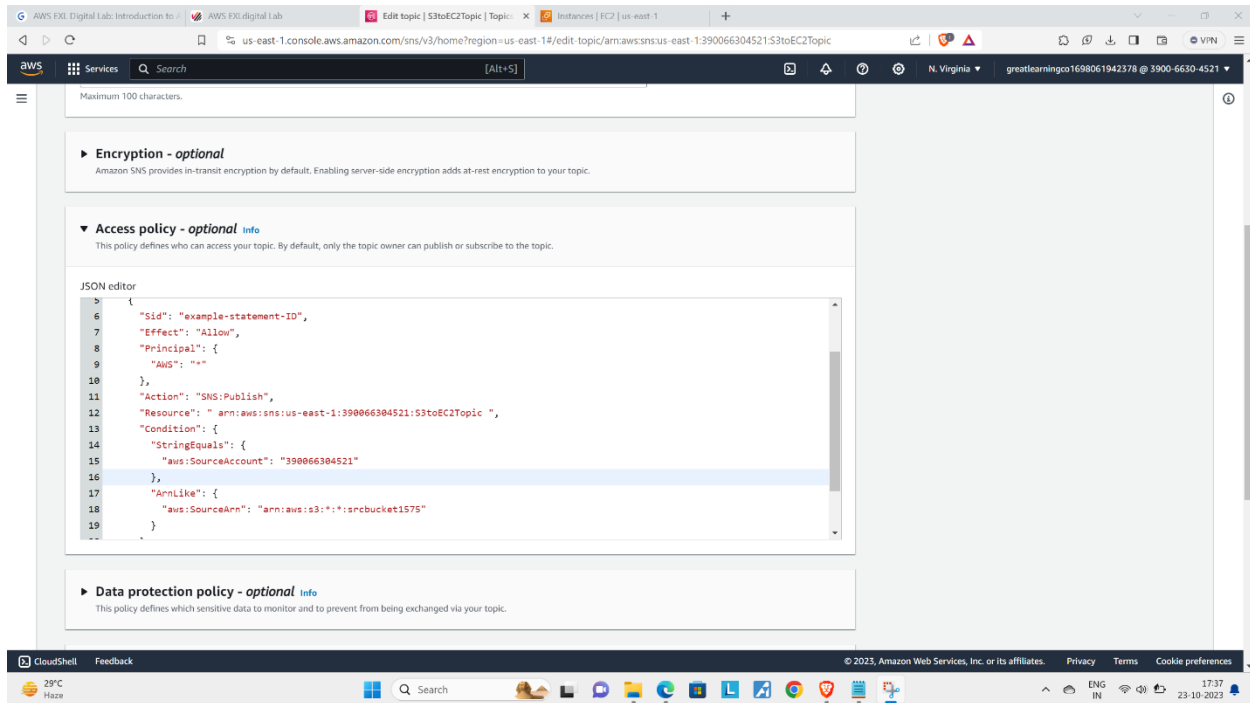 AWS EXL Digital Lab: Introduction to A
AWS EXL digital Lab
Edit topic | S3toEC2Topic | Topics
Instances | EC2 | us-east-1
us-east-1.console.aws.amazon.com/sns/v3/home?region=us-east-1#/edit-topic/arn:aws:sns:us-east-1:390066304521:S3toEC2Topic
VPN
aws
Services
Search
[Alt+S]
N. Virginia
greatlearningco1698061942378 @ 3900-6630-4521
Maximum 100 characters.
Encryption - optional
Amazon SNS provides in-transit encryption by default. Enabling server-side encryption adds at-rest encryption to your topic.
Access policy - optional Info
This policy defines who can access your topic. By default, only the topic owner can publish or subscribe to the topic.
JSON editor
5 {
6 "Sid": "example-statement-ID",
7 "Effect": "Allow",
8 "Principal": {
9 "AWS": "*"
10 },
11 "Action": "SNS:Publish",
12 "Resource": " arn:aws:sns:us-east-1:390066304521:S3toEC2Topic ",
13 "Condition": {
14 "StringEquals": {
15 "aws:SourceAccount": "390066304521"
16 },
17 "ArnLike": {
18 "aws:SourceArn": "arn:aws:s3:*:*:srcbucket1575"
19 }
Data protection policy - optional Info
This policy defines which sensitive data to monitor and to prevent from being exchanged via your topic.
CloudShell
Feedback
© 2023, Amazon Web Services, Inc. or its affiliates.
Privacy
Terms
Cookie preferences
29°C
Haze
Search
ENG
IN
17:37
23-10-2023